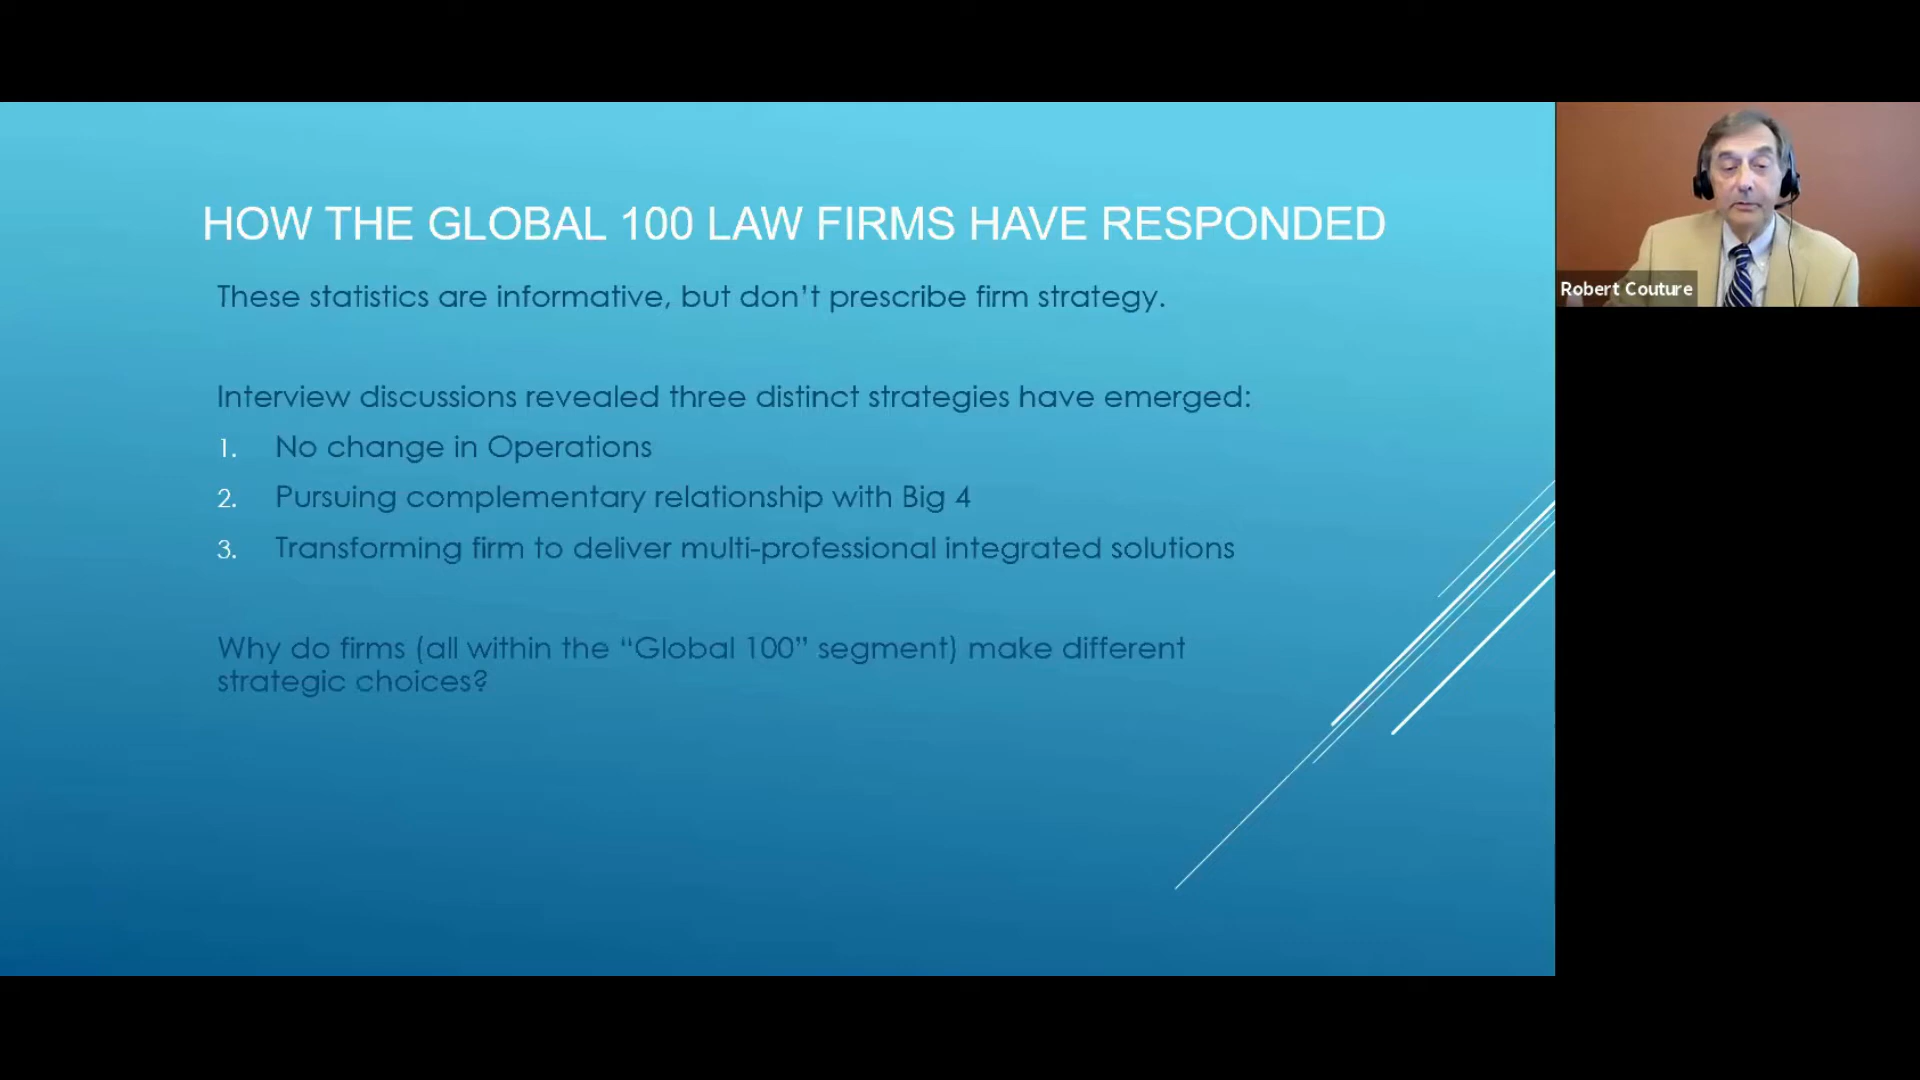 HOW THE GLOBAL 100 LAW FIRMS HAVE RESPONDED
These statistics are informative, but don’t prescribe firm strategy.
Interview discussions revealed three distinct strategies have emerged:
1. No change in Operations
2. Pursuing complementary relationship with Big 4
3. Transforming firm to deliver multi-professional integrated solutions
Why do firms (all within the “Global 100” segment) make different
strategic choices?
Robert Couture